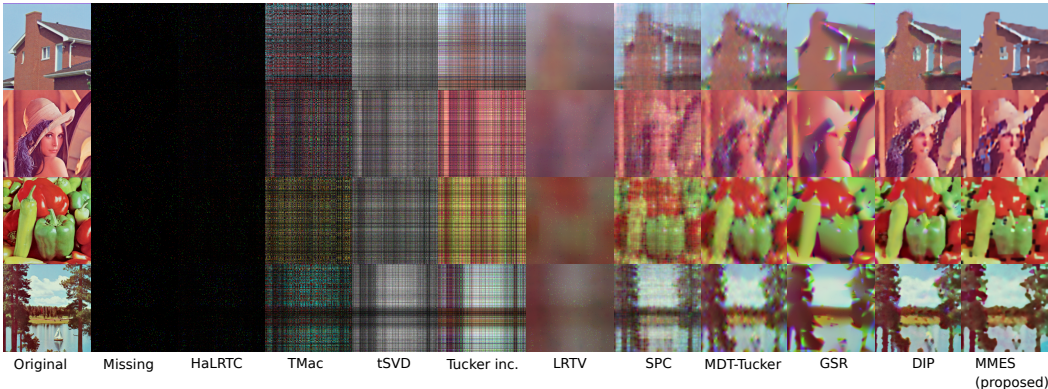 Original Missing HaLRTC TMac tSVD Tucker inc. LRTV SPC MDT-Tucker GSR DIP MMES
(proposed)